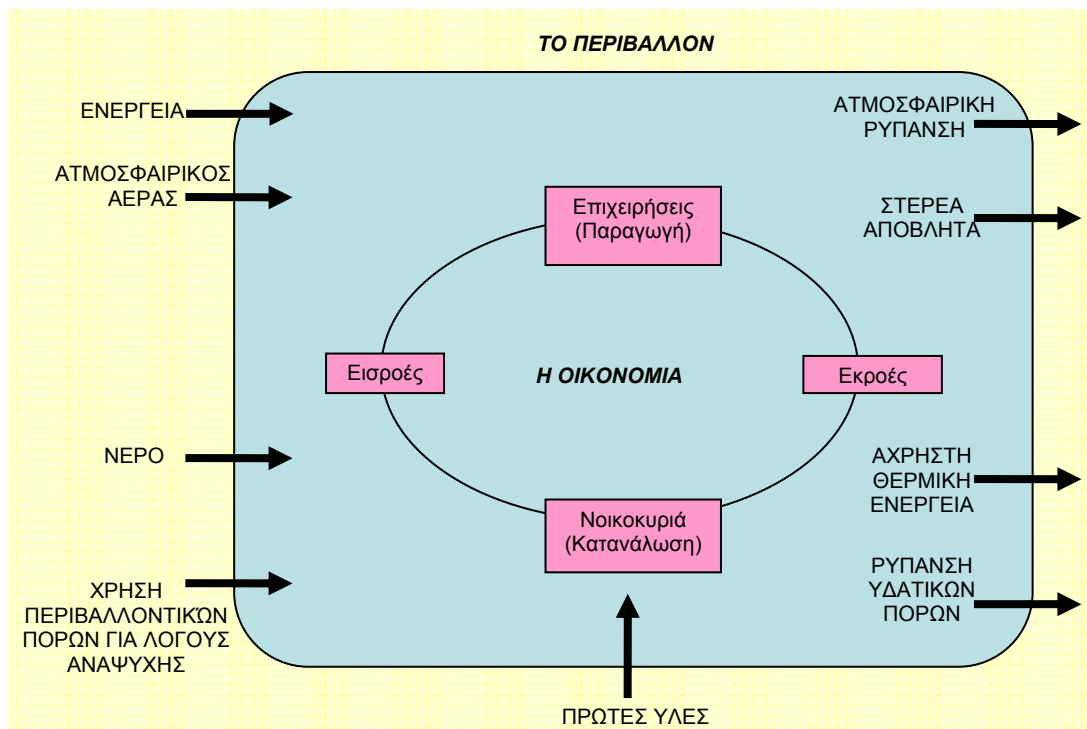 ΤΟ ΠΕΡΙΒΑΛΛΟΝ
ΕΝΕΡΓΕΙΑ
ΑΤΜΟΣΦΑΙΡΙΚΟΣ
ΑΕΡΑΣ
ΝΕΡΟ
ΧΡΗΣΗ
ΠΕΡΙΒΑΛΛΟΝΤΙΚΏΝ
ΠΟΡΩΝ ΓΙΑ ΛΟΓΟΥΣ
ΑΝΑΨΥΧΗΣ
Επιχειρήσεις
(Παραγωγή)
Εισροές
Η ΟΙΚΟΝΟΜΙΑ
Εκροές
Νοικοκυριά
(Κατανάλωση)
ΠΡΩΤΕΣ ΥΛΕΣ
ΑΤΜΟΣΦΑΙΡΙΚΗ
ΡΥΠΑΝΣΗ
ΣΤΕΡΕΑ
ΑΠΟΒΛΗΤΑ
ΑΧΡΗΣΤΗ
ΘΕΡΜΙΚΗ
ΕΝΕΡΓΕΙΑ
ΡΥΠΑΝΣΗ
ΥΔΑΤΙΚΩΝ
ΠΟΡΩΝ